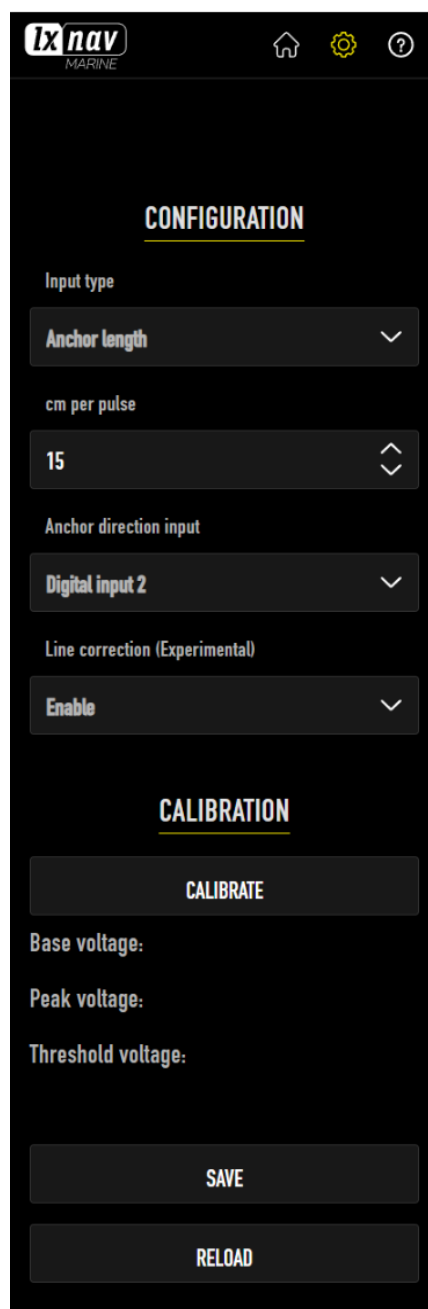 lx nav
MARINE
CONFIGURATION
Input type
Anchor length
cm per pulse
15
Anchor direction input
Digital input 2
Line correction (Experimental)
Enable
CALIBRATION
CALIBRATE
Base voltage:
Peak voltage:
Threshold voltage:
SAVE
RELOAD